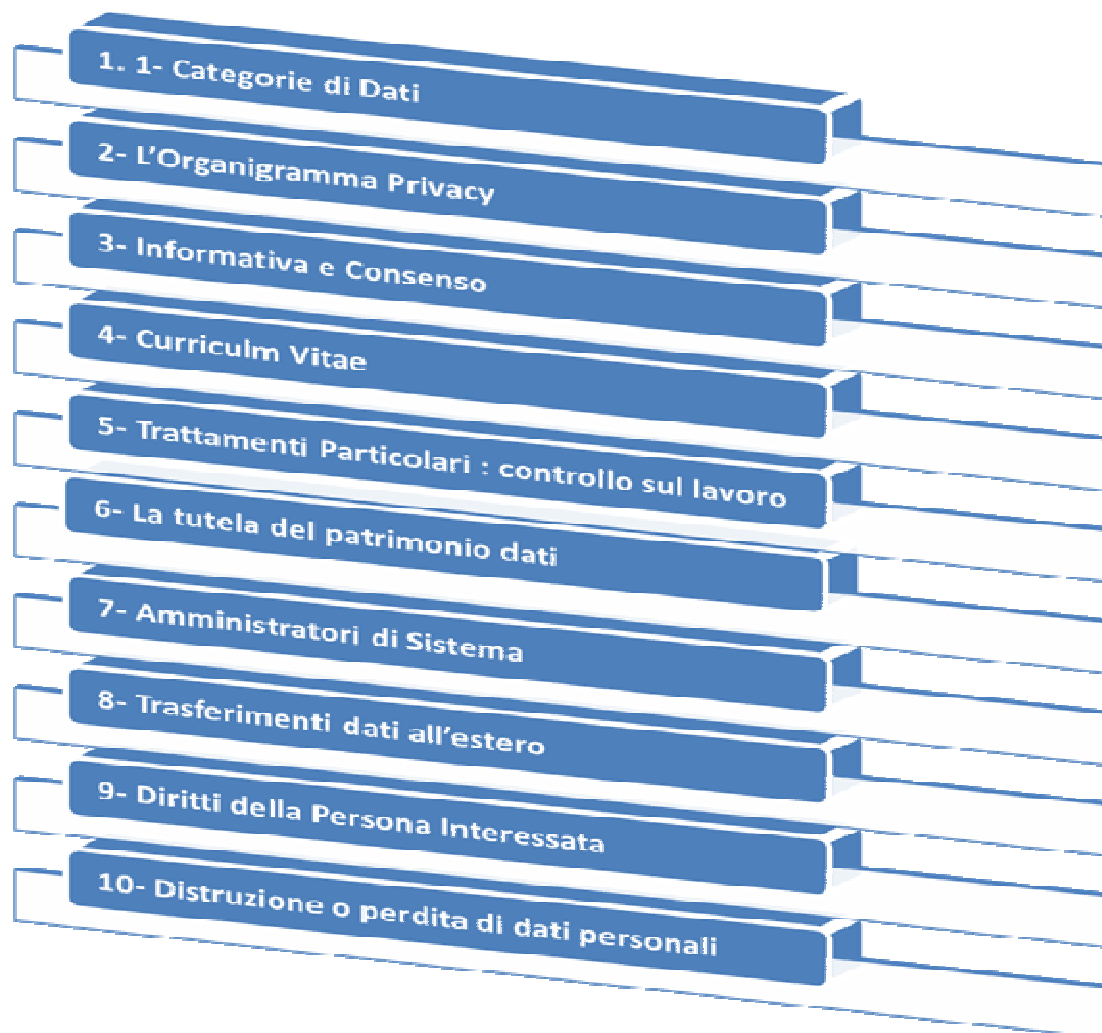 1. 1- Categorie di Dati
2- L’Organigramma Privacy
3- Informativa e Consenso
4- Curriculm Vitae
5- Trattamenti Particolari : controllo sul lavoro
6- La tutela del patrimonio dati
7- Amministratori di Sistema
8- Trasferimenti dati all’estero
9- Diritti della Persona Interessata
10- Distruzione o perdita di dati personali